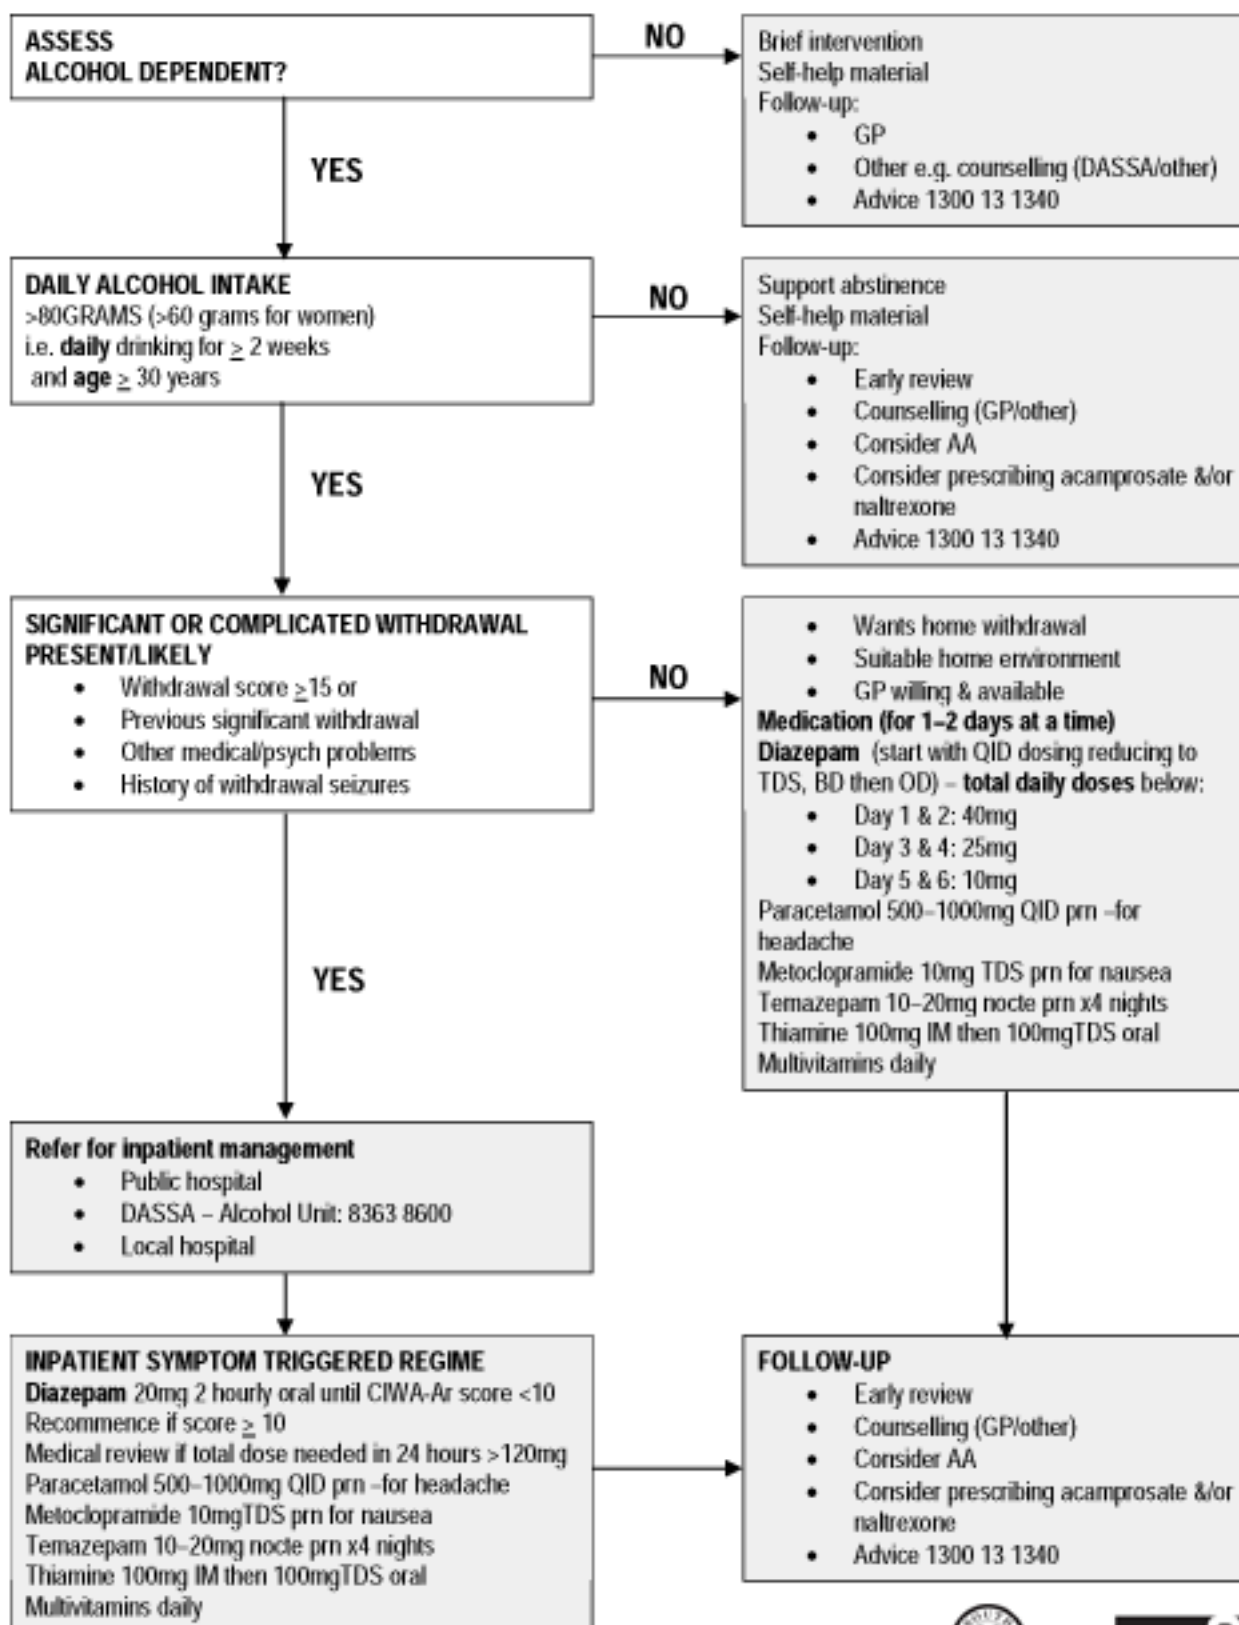 ASSESS
ALCOHOL DEPENDENT?
NO
Brief intervention
Self-help material
Follow-up:
• GP
• Other e.g. counselling (DASSA/other)
• Advice 1300 13 1340
YES
DAILY ALCOHOL INTAKE
>80GRAMS (>60 grams for women)
i.e. daily drinking for ≥ 2 weeks
and age ≥ 30 years
NO
Support abstinence
Self-help material
Follow-up:
• Early review
• Counselling (GP/other)
• Consider AA
• Consider prescribing acamprosate &/or
naltrexone
• Advice 1300 13 1340
YES
SIGNIFICANT OR COMPLICATED WITHDRAWAL
PRESENT/LIKELY
• Withdrawal score ≥15 or
• Previous significant withdrawal
• Other medical/psych problems
• History of withdrawal seizures
NO
• Wants home withdrawal
• Suitable home environment
• GP willing & available
Medication (for 1–2 days at a time)
Diazepam (start with QID dosing reducing to
TDS, BD then OD) – total daily doses below:
• Day 1 & 2: 40mg
• Day 3 & 4: 25mg
• Day 5 & 6: 10mg
Paracetamol 500–1000mg QID prn –for
headache
Metoclopramide 10mg TDS prn for nausea
Temazepam 10–20mg nocte prn x4 nights
Thiamine 100mg IM then 100mgTDS oral
Multivitamins daily
YES
Refer for inpatient management
• Public hospital
• DASSA – Alcohol Unit: 8363 8600
• Local hospital
INPATIENT SYMPTOM TRIGGERED REGIME
Diazepam 20mg 2 hourly oral until CIWA-Ar score <10
Recommence if score ≥ 10
Medical review if total dose needed in 24 hours >120mg
Paracetamol 500–1000mg QID prn –for headache
Metoclopramide 10mgTDS prn for nausea
Temazepam 10–20mg nocte prn x4 nights
Thiamine 100mg IM then 100mgTDS oral
Multivitamins daily
FOLLOW-UP
• Early review
• Counselling (GP/other)
• Consider AA
• Consider prescribing acamprosate &/or
naltrexone
• Advice 1300 13 1340